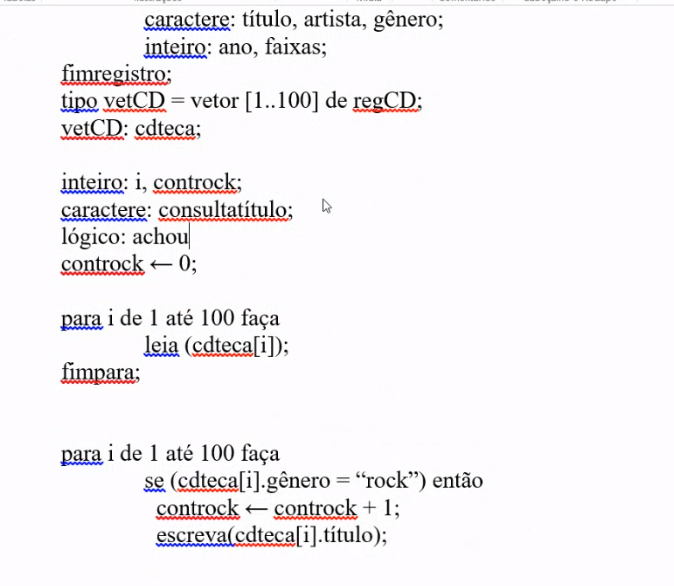 caractere: título, artista, gênero;
inteiro: ano, faixas;
fimregistro;
tipo vetCD = vetor [1..100] de regCD;
vetCD: cdteca;
inteiro: i, controck;
caractere: consultatítulo;
lógico: achou
controck ← 0;
para i de 1 até 100 faça
leia (cdteca[i]);
fimpara;
para i de 1 até 100 faça
se (cdteca[i].gênero = “rock”) então
controck ← controck + 1;
escreva(cdteca[i].título);